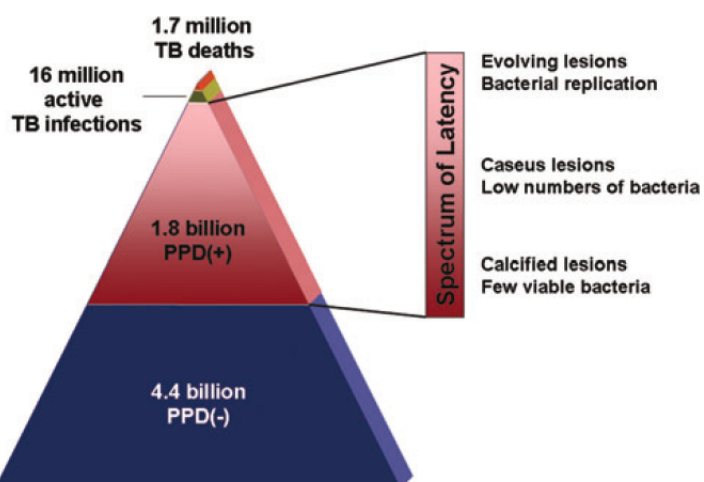 1.7 million
TB deaths
16 million
active
TB infections
1.8 billion
PPD(+)
4.4 billion
PPD(-)
Spectrum of Latency
Evolving lesions
Bacterial replication
Caseus lesions
Low numbers of bacteria
Calcified lesions
Few viable bacteria